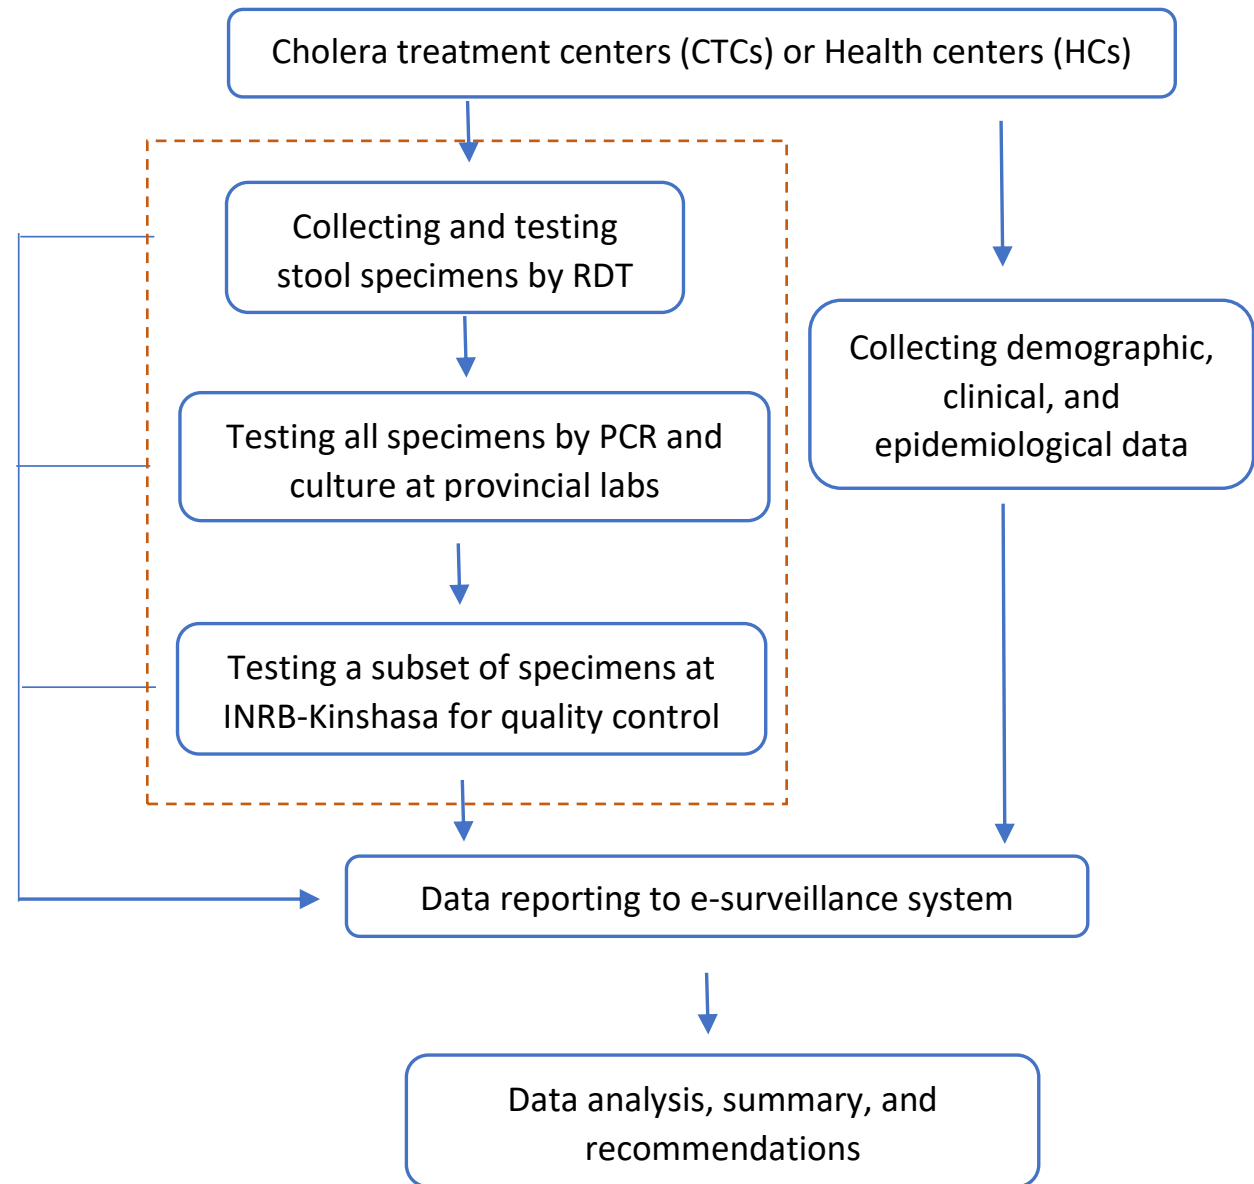 Cholera treatment centers (CTCs) or Health centers (HCs)
Collecting and testing
stool specimens by RDT
Testing all specimens by PCR and
culture at provincial labs
Testing a subset of specimens at
INRB-Kinshasa for quality control
Collecting demographic,
clinical, and
epidemiological data
Data reporting to e-surveillance system
Data analysis, summary, and
recommendations